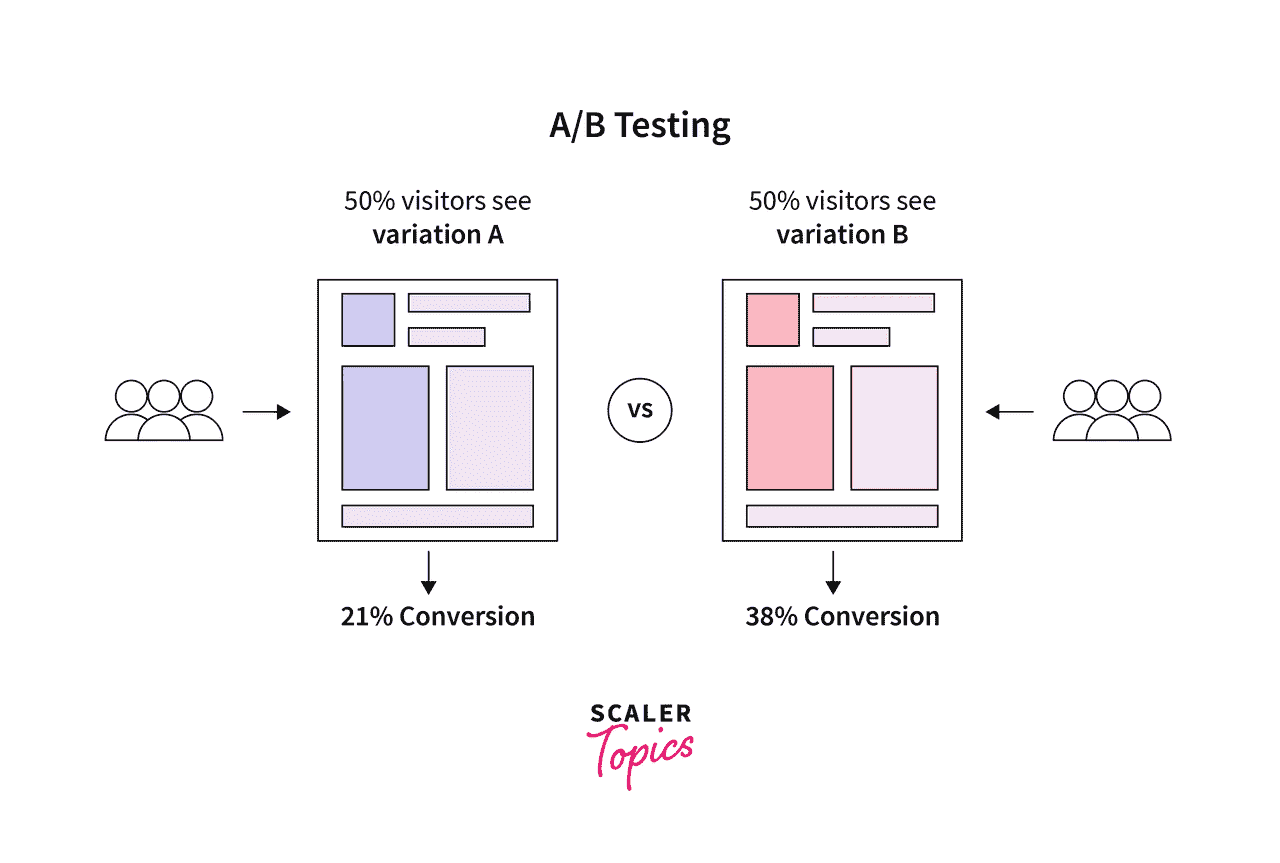 A/B Testing
50% visitors see
variation A
50% visitors see
variation B
VS
21% Conversion
38% Conversion
SCALER
Topics